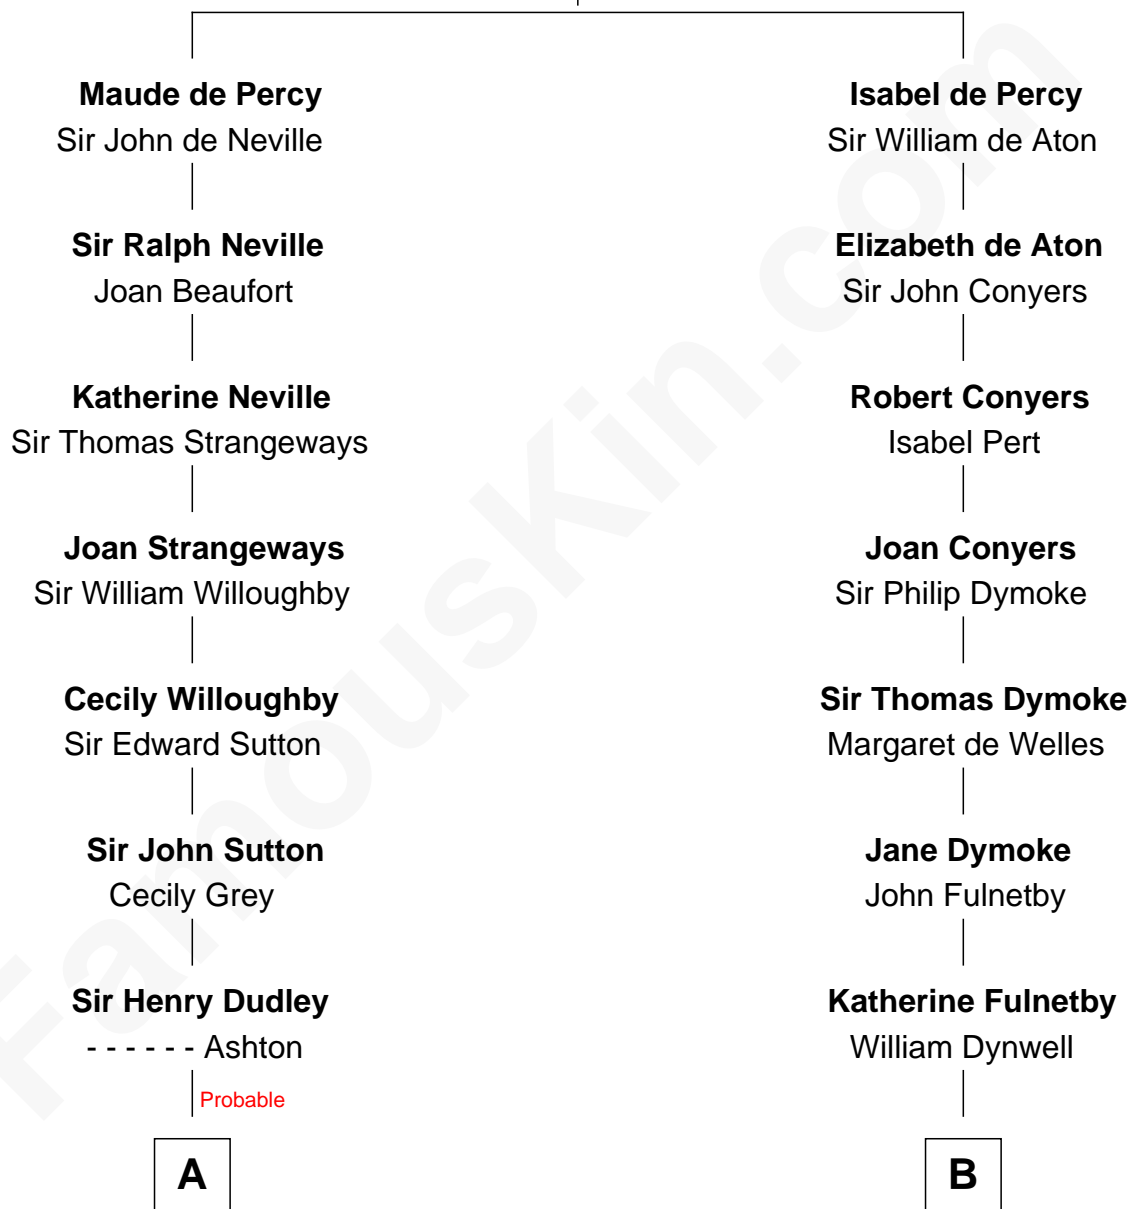 Maude de Percy
Sir John de Neville
Sir Ralph Neville
Joan Beaufort
Katherine Neville
Sir Thomas Strangeways
Joan Strangeways
Sir William Willoughby
Cecily Willoughby
Sir Edward Sutton
Sir John Sutton
Cecily Grey
Sir Henry Dudley
- - - - - - Ashton
Probable
A
Isabel de Percy
Sir William de Aton
Elizabeth de Aton
Sir John Conyers
Robert Conyers
Isabel Pert
Joan Conyers
Sir Philip Dymoke
Sir Thomas Dymoke
Margaret de Welles
Jane Dymoke
John Fulnetby
Katherine Fulnetby
William Dynwell
B
FamousKin.com